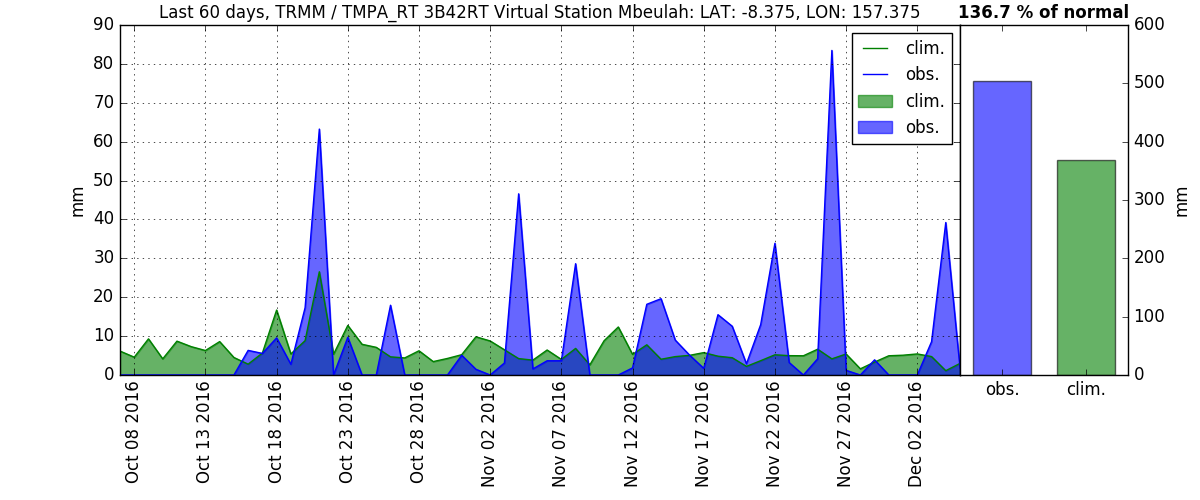 Last 60 days, TRMM / TMPA_RT 3B42RT Virtual Station Mbeulah: LAT: -8.375, LON: 157.375
136.7 % of normal
90
80
70
60
50
40
30
20
10
0
mm
clim.
obs.
clim.
obs.
Oct 08 2016
Oct 13 2016
Oct 18 2016
Oct 23 2016
Oct 28 2016
Nov 02 2016
Nov 07 2016
Nov 12 2016
Nov 17 2016
Nov 22 2016
Nov 27 2016
Dec 02 2016
600
500
400
300
200
100
0
mm
obs.
clim.